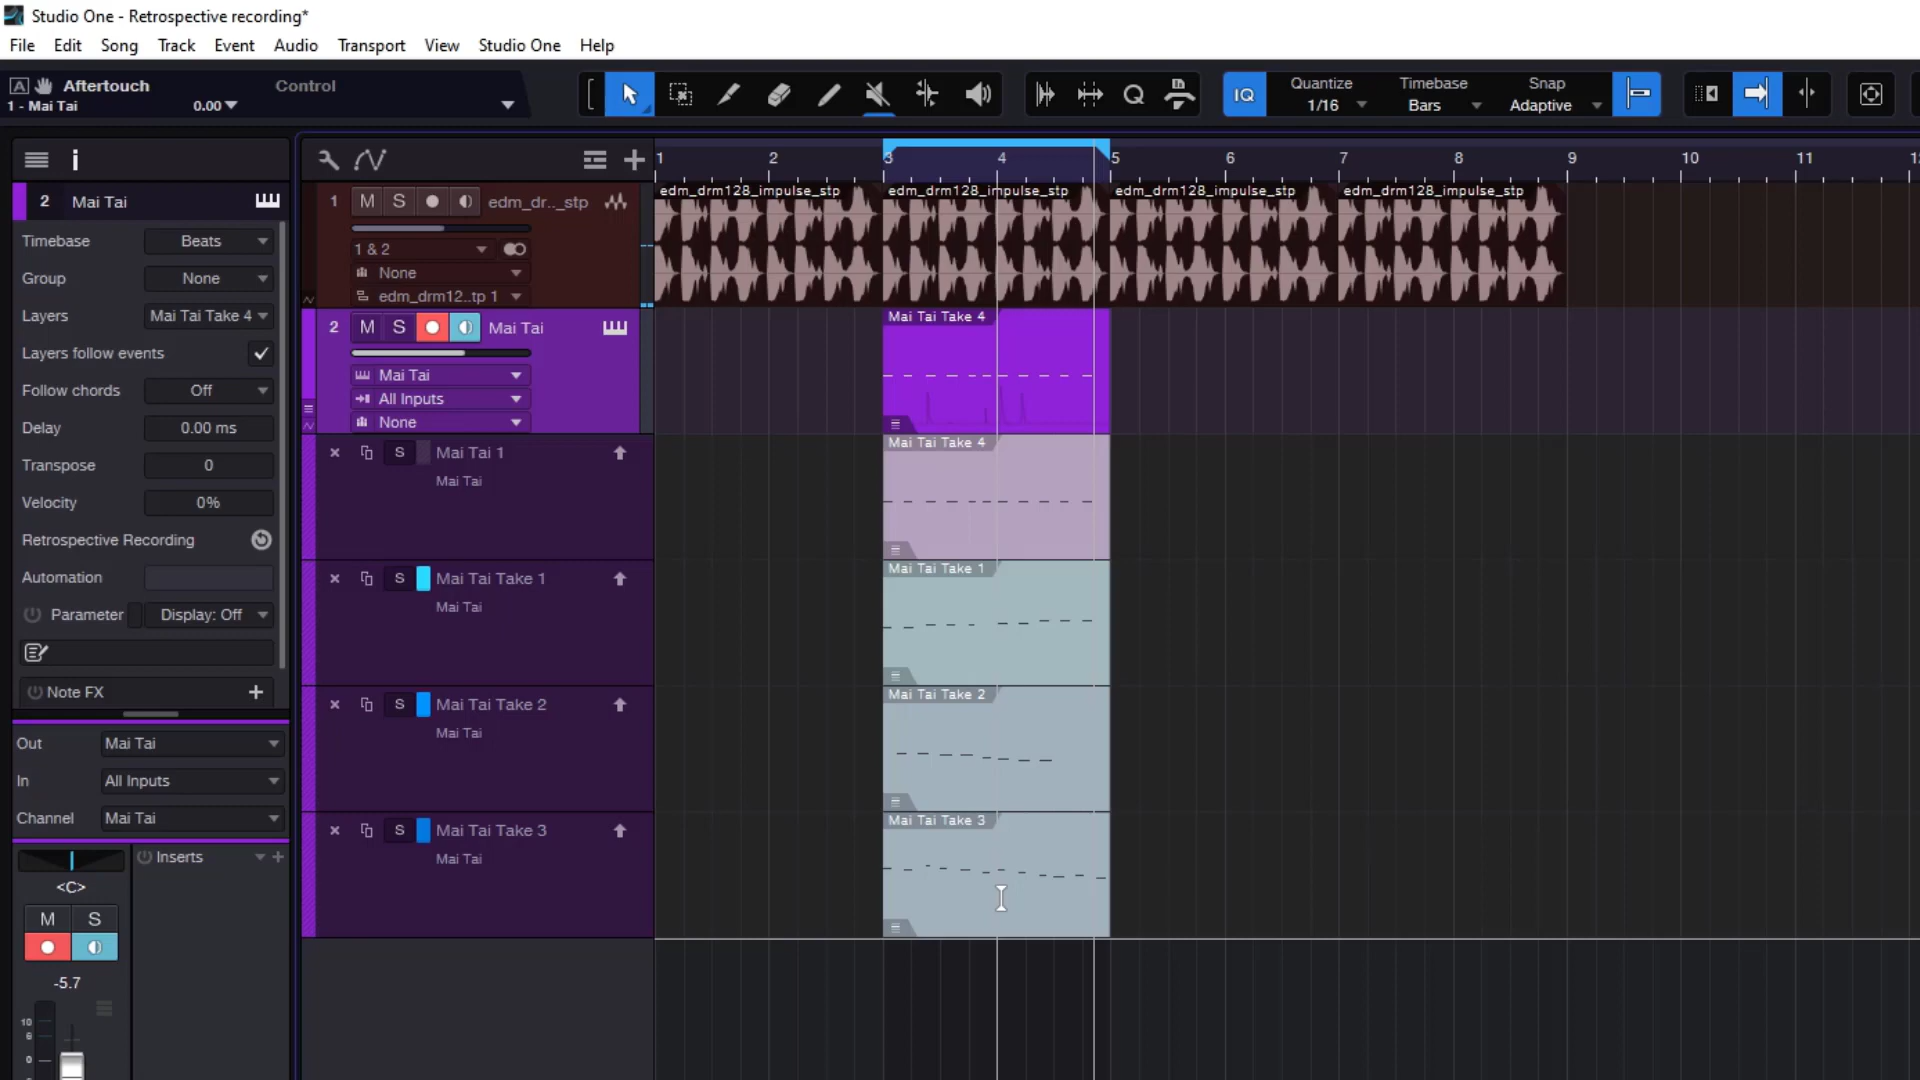 Studio One - Retrospective recording*
File Edit Song Track Event Audio Transport View Studio One Help
A Aftertouch Control
1 - Mai Tai 0.00
IQ Quantize Timebase Snap
1/16 Bars Adaptive
i
1 2 3 4 5 6 7 8 9 10 11
2 Mai Tai
1 M S edm_dr.._stp
edm_drm128_impulse_stp edm_drm128_impulse_stp edm_drm128_impulse_stp edm_drm128_impulse_stp
1 & 2
None
edm_drm12..tp 1
Timebase Beats
Group None
Layers Mai Tai Take 4
Layers follow events
Follow chords Off
Delay 0.00 ms
Transpose 0
Velocity 0%
Retrospective Recording
Automation
Parameter Display: Off
Note FX
2 M S Mai Tai
Mai Tai
All Inputs
None
Mai Tai Take 4
S Mai Tai 1
Mai Tai
Mai Tai Take 4
S Mai Tai Take 1
Mai Tai
Mai Tai Take 1
S Mai Tai Take 2
Mai Tai
Mai Tai Take 2
S Mai Tai Take 3
Mai Tai
Mai Tai Take 3
Out Mai Tai
In All Inputs
Channel Mai Tai
Inserts
<C>
M S
-5.7
10
6
0